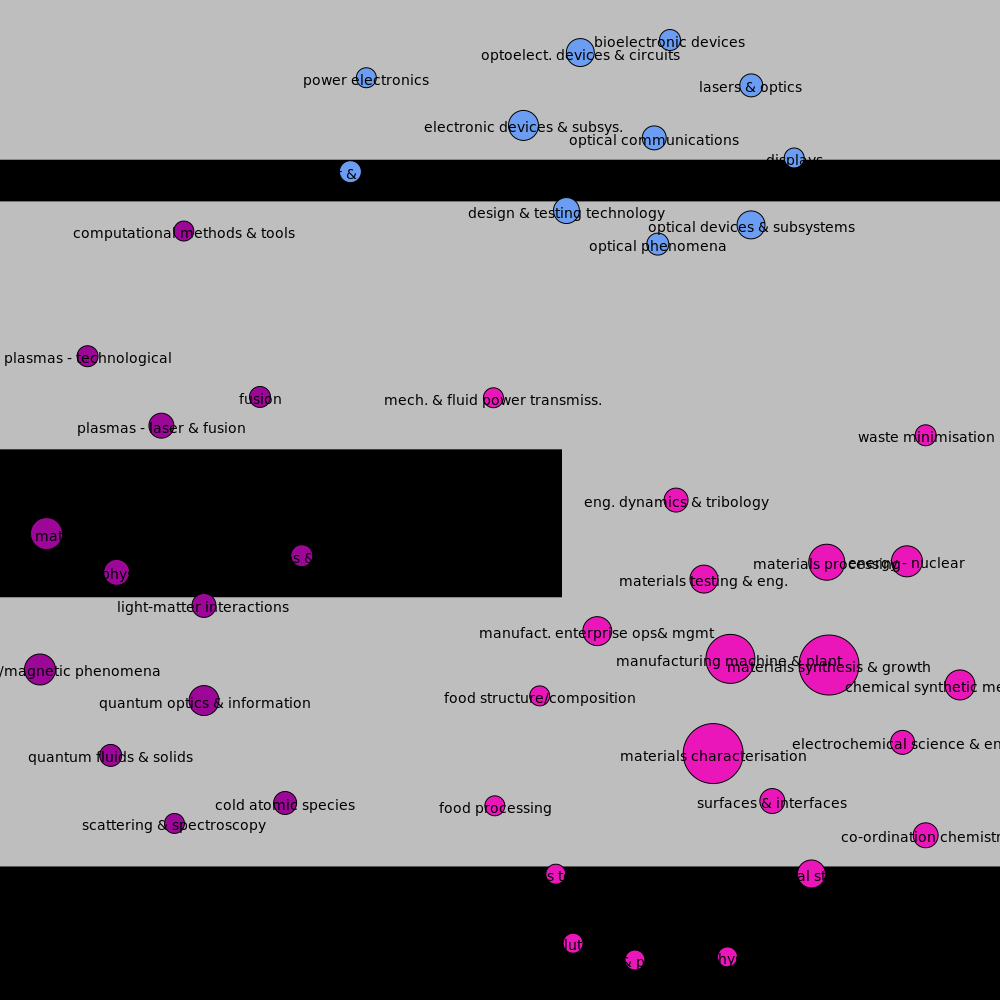 bioelectronic devices
optoelect. devices & circuits
power electronics
lasers & optics
electronic devices & subsys.
optical communications
displays
&
design & testing technology
optical devices & subsystems
computational methods & tools
optical phenomena
plasmas - technological
fusion
mech. & fluid power transmiss.
plasmas - laser & fusion
waste minimisation
eng. dynamics & tribology
mat
s &
materials processing
energy - nuclear
phy
materials testing & eng.
light-matter interactions
manufact. enterprise ops& mgmt
manufacturing machine & plant
materials synthesis & growth
/magnetic phenomena
chemical synthetic me
food structure/composition
quantum optics & information
electrochemical science & en
quantum fluids & solids
materials characterisation
surfaces & interfaces
cold atomic species
food processing
scattering & spectroscopy
co-ordination chemistr
s t
al st
lut
& p
hy